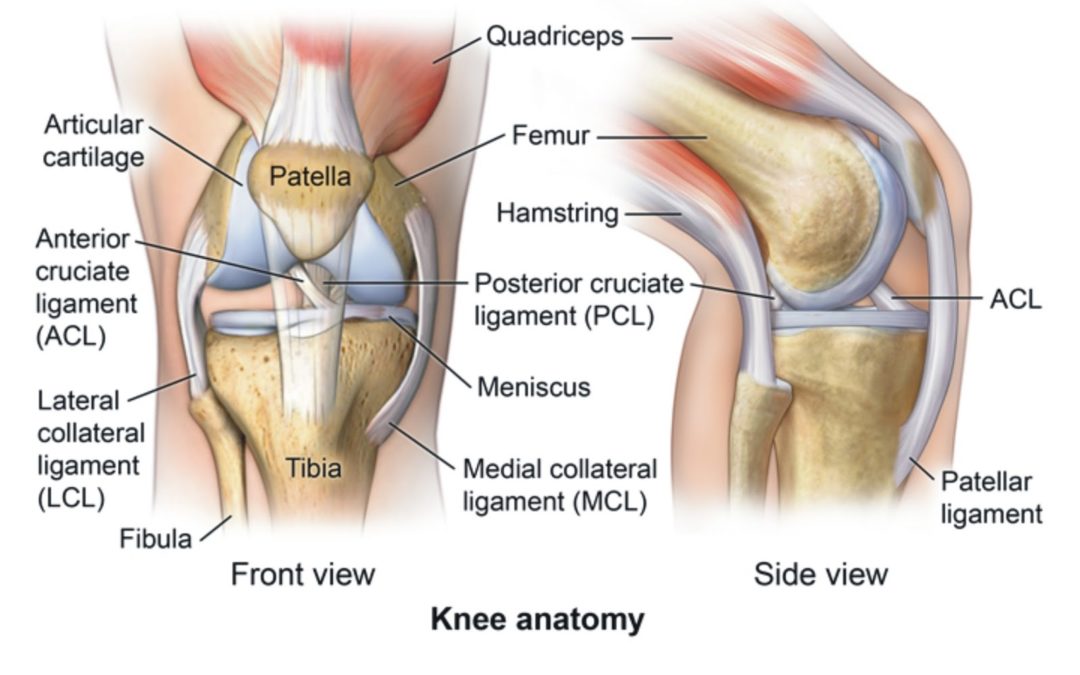 Quadriceps
Articular
cartilage
Femur
Patella
Hamstring
Anterior
cruciate
ligament
(ACL)
Posterior cruciate
ligament (PCL)
ACL
Meniscus
Lateral
collateral
ligament
(LCL)
Tibia
Medial collateral
ligament (MCL)
Patellar
ligament
Fibula
Front view
Side view
Knee anatomy